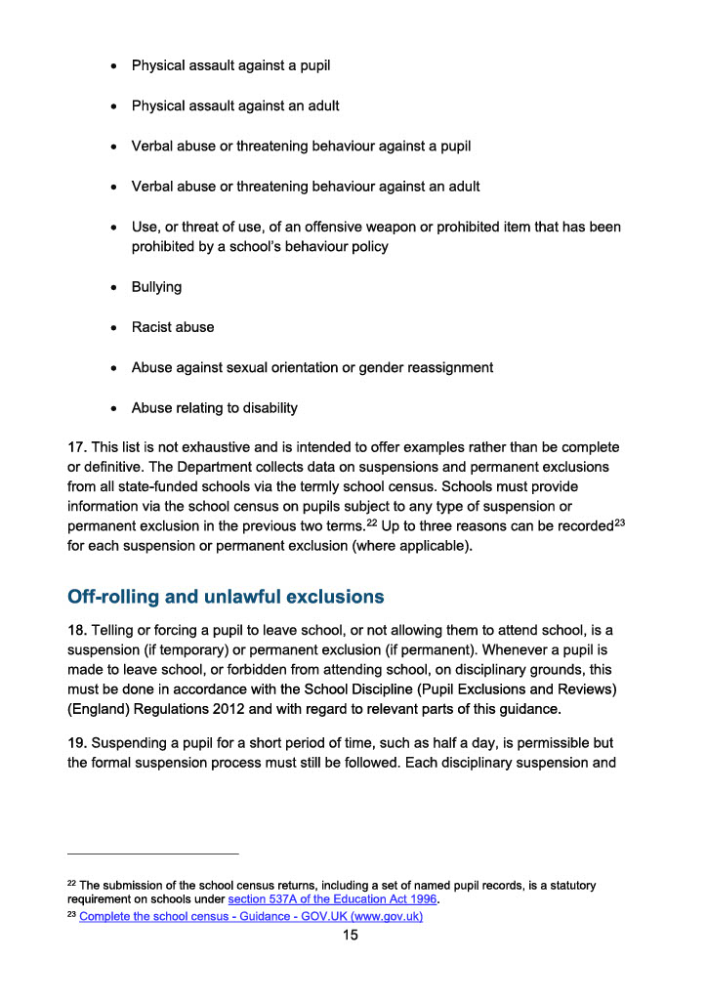 • Physical assault against a pupil
• Physical assault against an adult
• Verbal abuse or threatening behaviour against a pupil
• Verbal abuse or threatening behaviour against an adult
• Use, or threat of use, of an offensive weapon or prohibited item that has been
prohibited by a school's behaviour policy
• Bullying
• Racist abuse
• Abuse against sexual orientation or gender reassignment
• Abuse relating to disability
17. This list is not exhaustive and is intended to offer examples rather than be complete
or definitive. The Department collects data on suspensions and permanent exclusions
from all state-funded schools via the termly school census. Schools must provide
information via the school census on pupils subject to any type of suspension or
permanent exclusion in the previous two terms.22 Up to three reasons can be recorded23
for each suspension or permanent exclusion (where applicable).
Off-rolling and unlawful exclusions
18. Telling or forcing a pupil to leave school, or not allowing them to attend school, is a
suspension (if temporary) or permanent exclusion (if permanent). Whenever a pupil is
made to leave school, or forbidden from attending school, on disciplinary grounds, this
must be done in accordance with the School Discipline (Pupil Exclusions and Reviews)
(England) Regulations 2012 and with regard to relevant parts of this guidance.
19. Suspending a pupil for a short period of time, such as half a day, is permissible but
the formal suspension process must still be followed. Each disciplinary suspension and
22 The submission of the school census returns, including a set of named pupil records, is a statutory
requirement on schools under section 537A of the Education Act 1996.
23 Complete the school census - Guidance - GOV.UK (www.gov.uk)
15